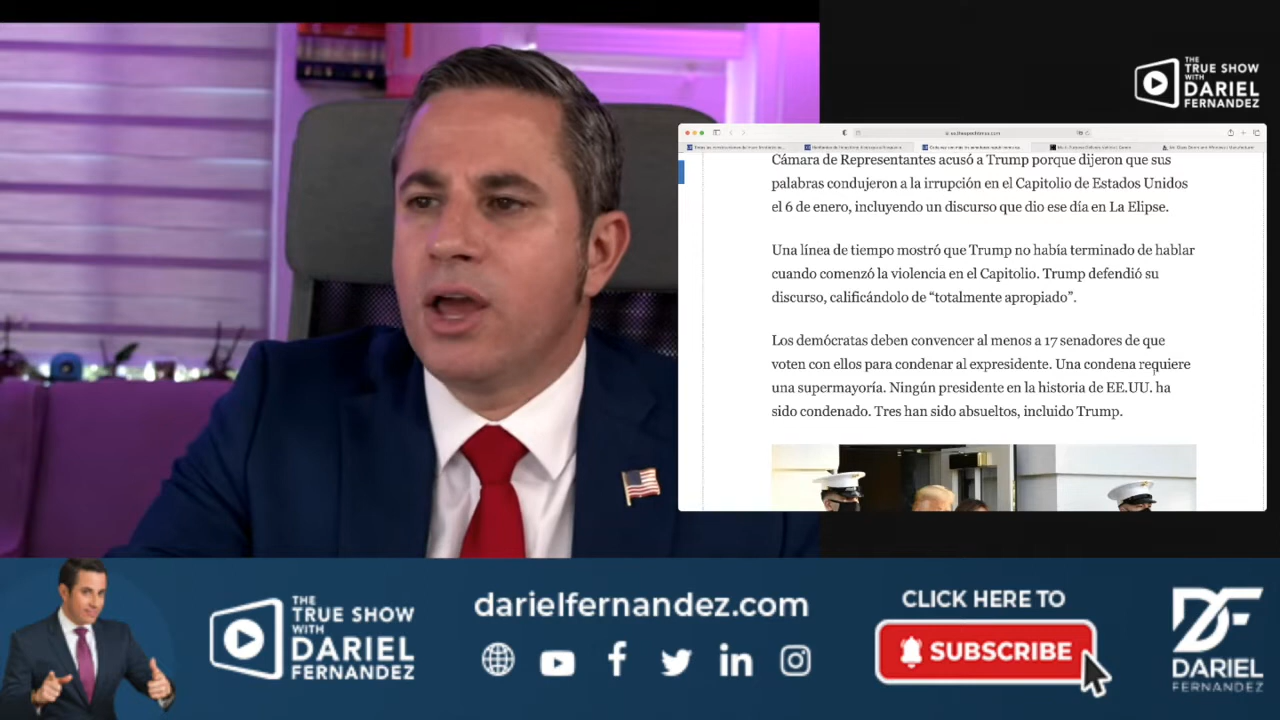 THE
TRUE SHOW
WITH
DARIEL
FERNANDEZ
es.theepochtimes.com
Cámara de Representantes acusó a Trump porque dijeron que sus
palabras condujeron a la irrupción en el Capitolio de Estados Unidos
el 6 de enero, incluyendo un discurso que dio ese día en La Elipse.
Una línea de tiempo mostró que Trump no había terminado de hablar
cuando comenzó la violencia en el Capitolio. Trump defendió su
discurso, calificándolo de “totalmente apropiado”.
Los demócratas deben convencer al menos a 17 senadores de que
voten con ellos para condenar al expresidente. Una condena requiere
una supermayoría. Ningún presidente en la historia de EE.UU. ha
sido condenado. Tres han sido absueltos, incluido Trump.
THE
TRUE SHOW
WITH
DARIEL
FERNANDEZ
darielfernandez.com
CLICK HERE TO
SUBSCRIBE
DF
DARIEL
FERNANDEZ